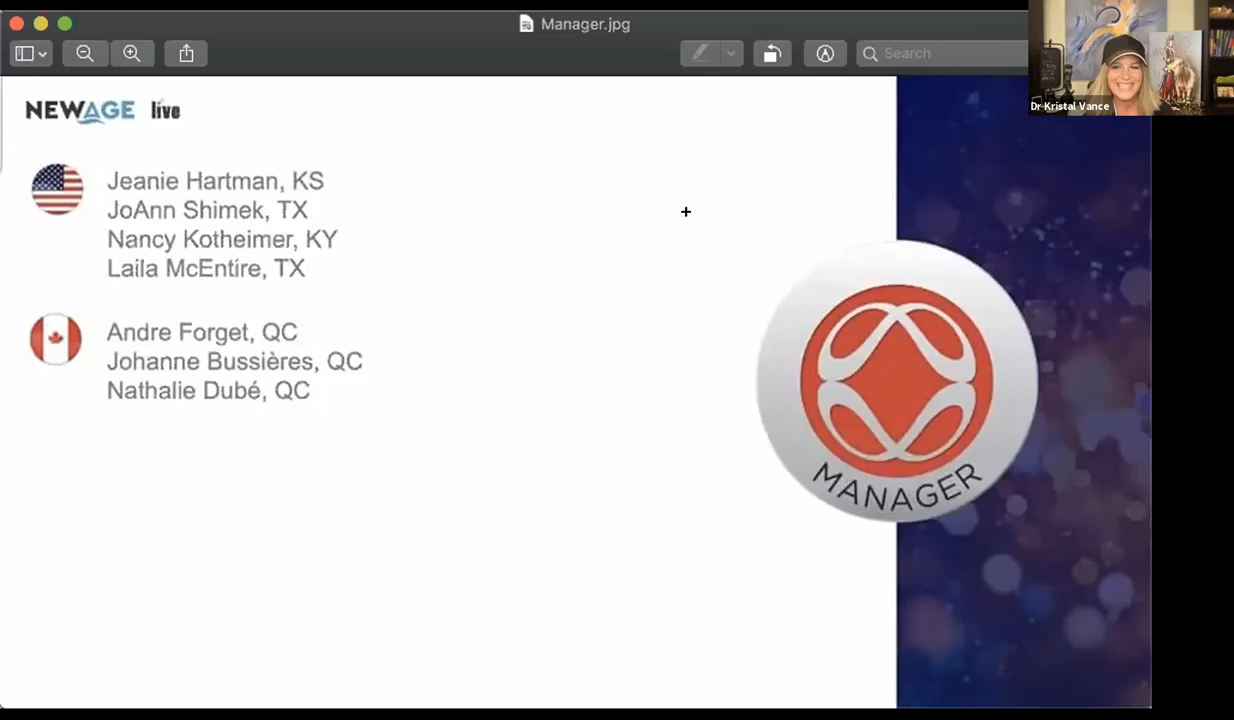 Manager.jpg
Search
Dr Kristal Vance
NEWAGE live
Jeanie Hartman, KS
JoAnn Shimek, TX
Nancy Kotheimer, KY
Laila McEntire, TX
Andre Forget, QC
Johanne Bussières, QC
Nathalie Dubé, QC
MANAGER